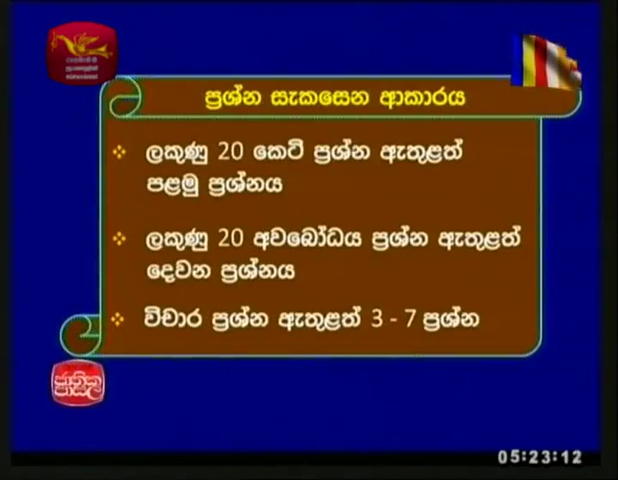 ප්‍රශ්න සැකසෙන ආකාරය
ලකුණු 20 කෙටි ප්‍රශ්න ඇතුළත්
පළමු ප්‍රශ්නය
ලකුණු 20 අවබෝධය ප්‍රශ්න ඇතුළත්
දෙවන ප්‍රශ්නය
විචාර ප්‍රශ්න ඇතුළත් 3 - 7 ප්‍රශ්න
ජාතික
පාසල
05:23:12